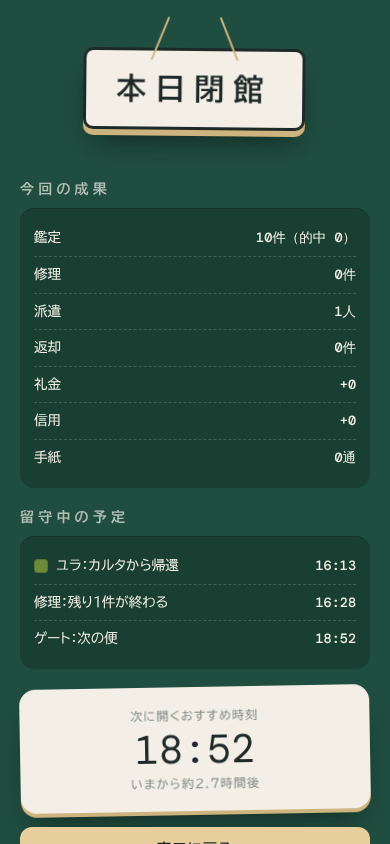 本日閉館
今回の成果
鑑定 10件（的中 0）
修理 0件
派遣 1人
返却 0件
礼金 +0
信用 +0
手紙 0通
留守中の予定
ユラ：カルタから帰還 16:13
修理：残り1件が終わる 16:28
ゲート：次の便 18:52
次に開くおすすめ時刻
18:52
いまから約2.7時間後